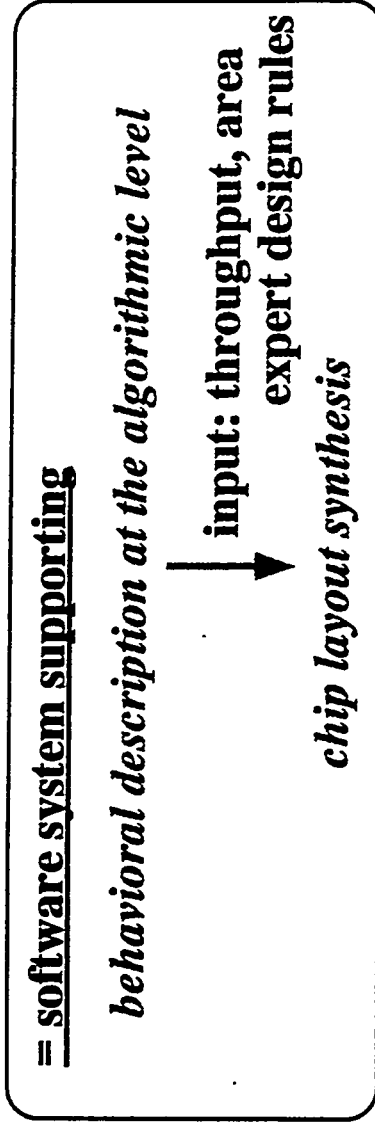 = software system supporting
behavioral description at the algorithmic level
input: throughput, area
expert design rules
chip layout synthesis